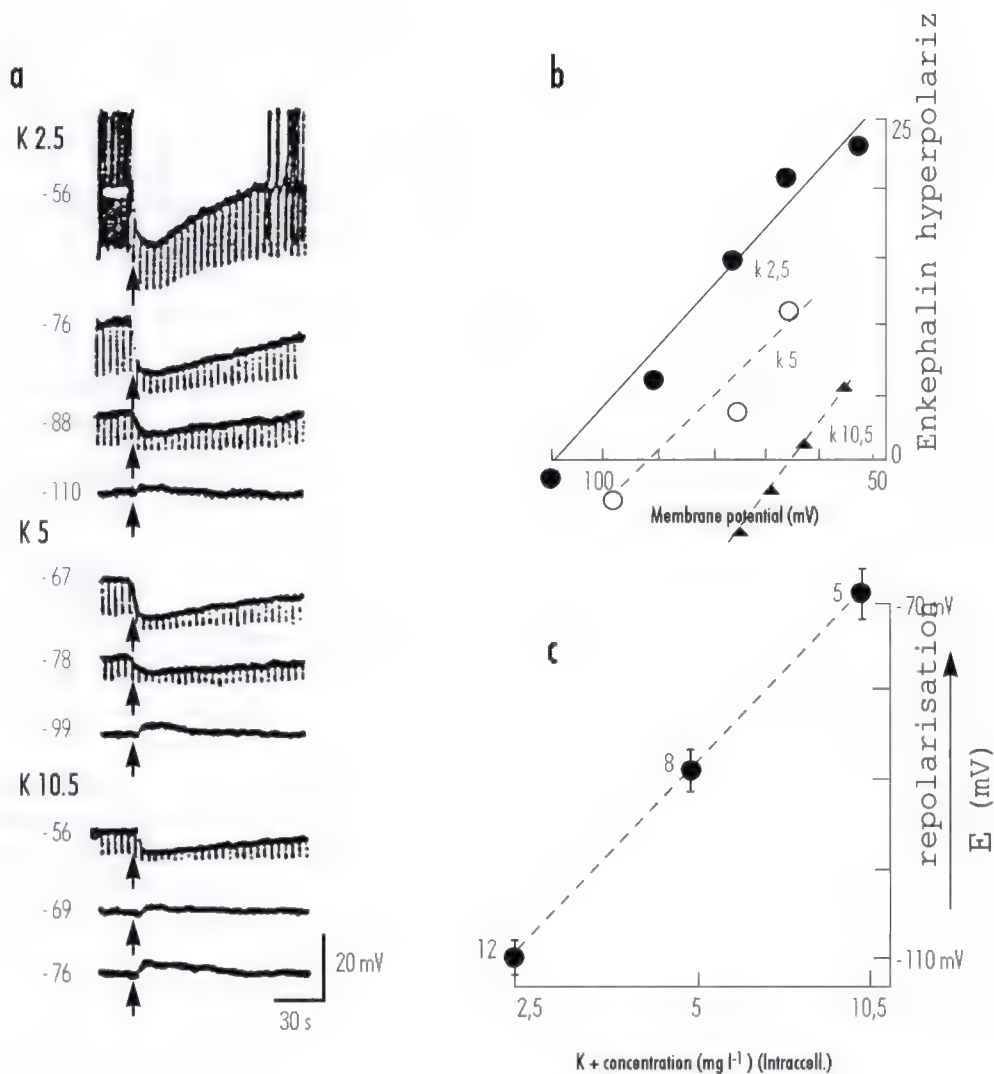 a
K 2.5
- 56
- 76
- 88
- 110
K 5
- 67
- 78
- 99
K 10.5
- 56
- 69
- 76
20 mV
30 s
b
25
k 2,5
k 5
k 10,5
0
100
50
Membrane potential (mV)
Enkephalin hyperpolariz
c
5
8
12
- 70 mV
-110 mV
repolarisation
E (mV)
2,5
5
10,5
K + concentration (mg l⁻¹) (Intraccell.)